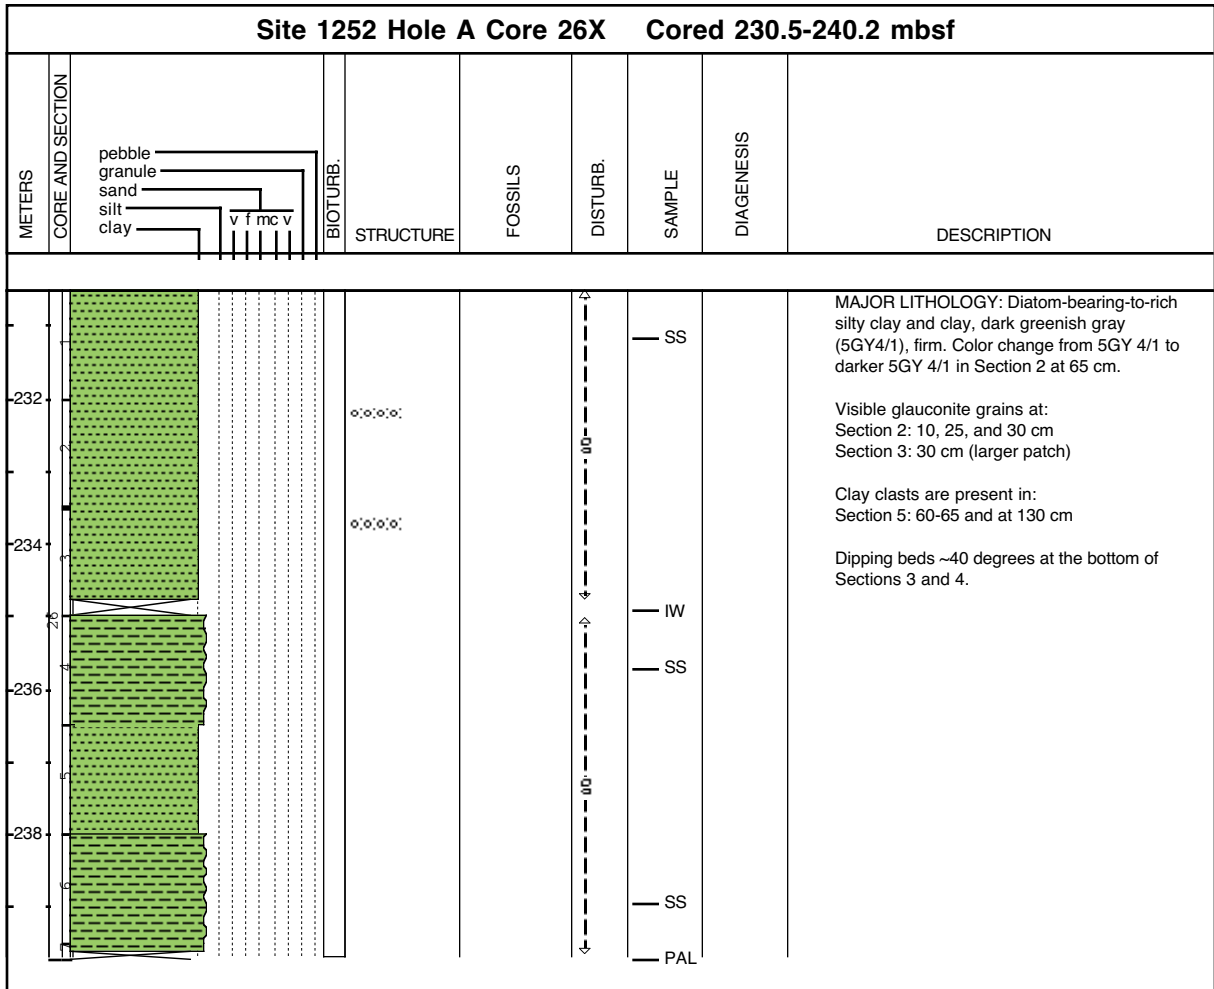 Site 1252 Hole A Core 26X Cored 230.5-240.2 mbsf
METERS
CORE AND SECTION
pebble
granule
sand
silt
clay
v f m c v
BIOTURB.
STRUCTURE
FOSSILS
DISTURB.
SAMPLE
DIAGENESIS
DESCRIPTION
MAJOR LITHOLOGY: Diatom-bearing-to-rich
silty clay and clay, dark greenish gray
(5GY4/1), firm. Color change from 5GY 4/1 to
darker 5GY 4/1 in Section 2 at 65 cm.
Visible glauconite grains at:
Section 2: 10, 25, and 30 cm
Section 3: 30 cm (larger patch)
Clay clasts are present in:
Section 5: 60-65 and at 130 cm
Dipping beds ~40 degrees at the bottom of
Sections 3 and 4.
232
234
236
238
26
1
2
3
4
5
6
7
SS
IW
SS
SS
PAL